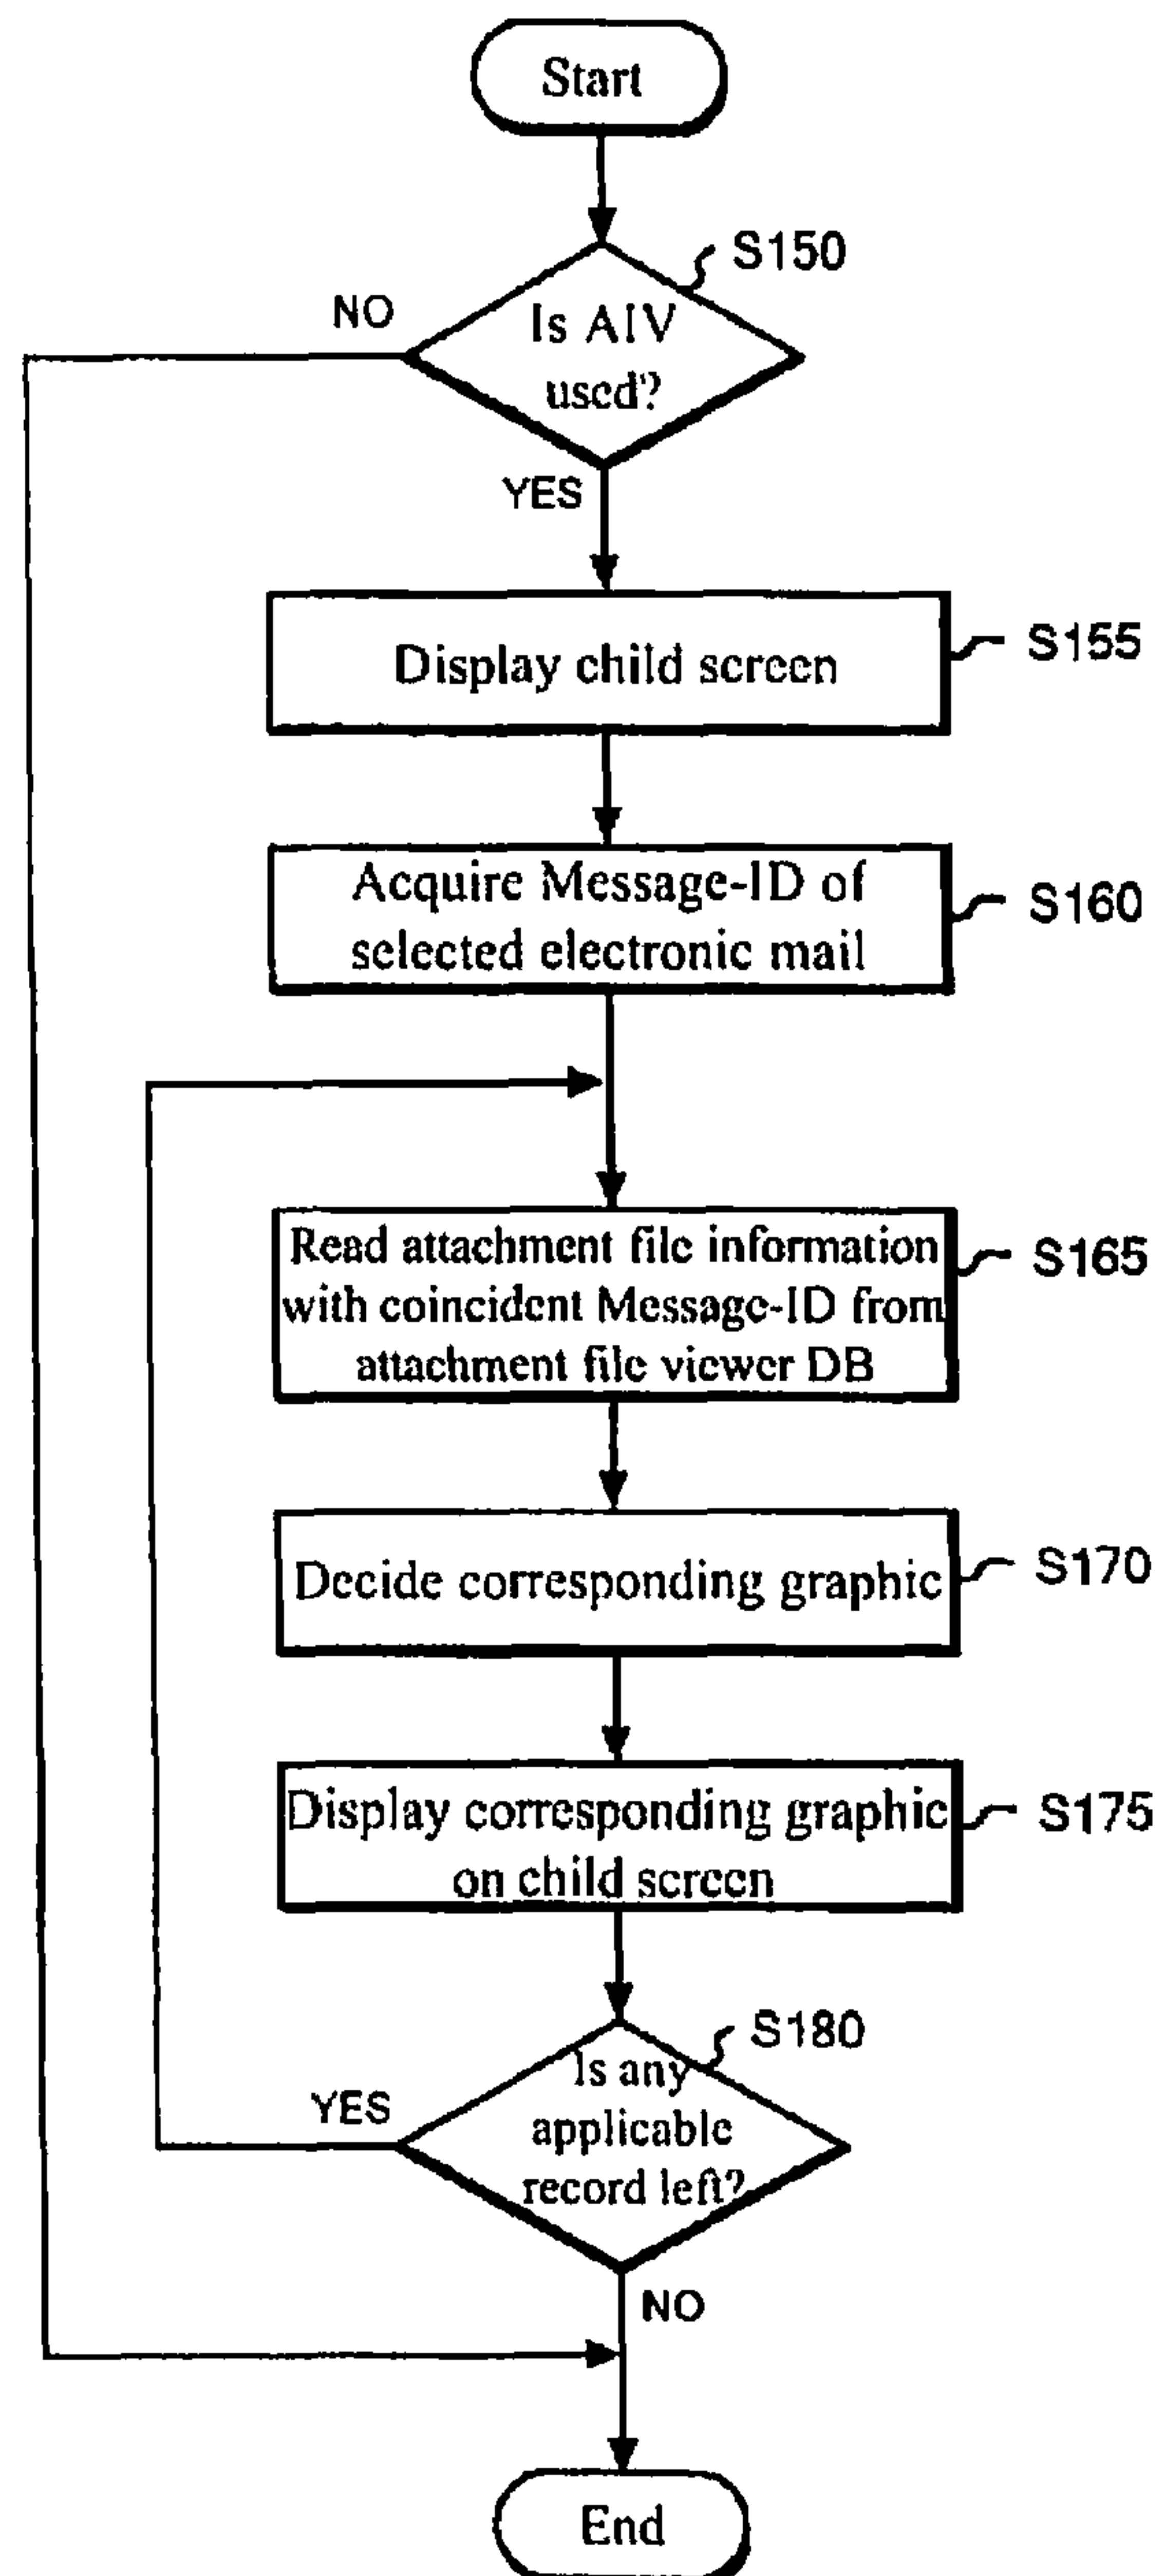 Start
S150
NO
Is AIV
used?
YES
Display child screen
S155
Acquire Message-ID of
selected electronic mail
S160
Read attachment file information
with coincident Message-ID from
attachment file viewer DB
S165
Decide corresponding graphic
S170
Display corresponding graphic
on child screen
S175
S180
Is any
applicable
record left?
YES
NO
End